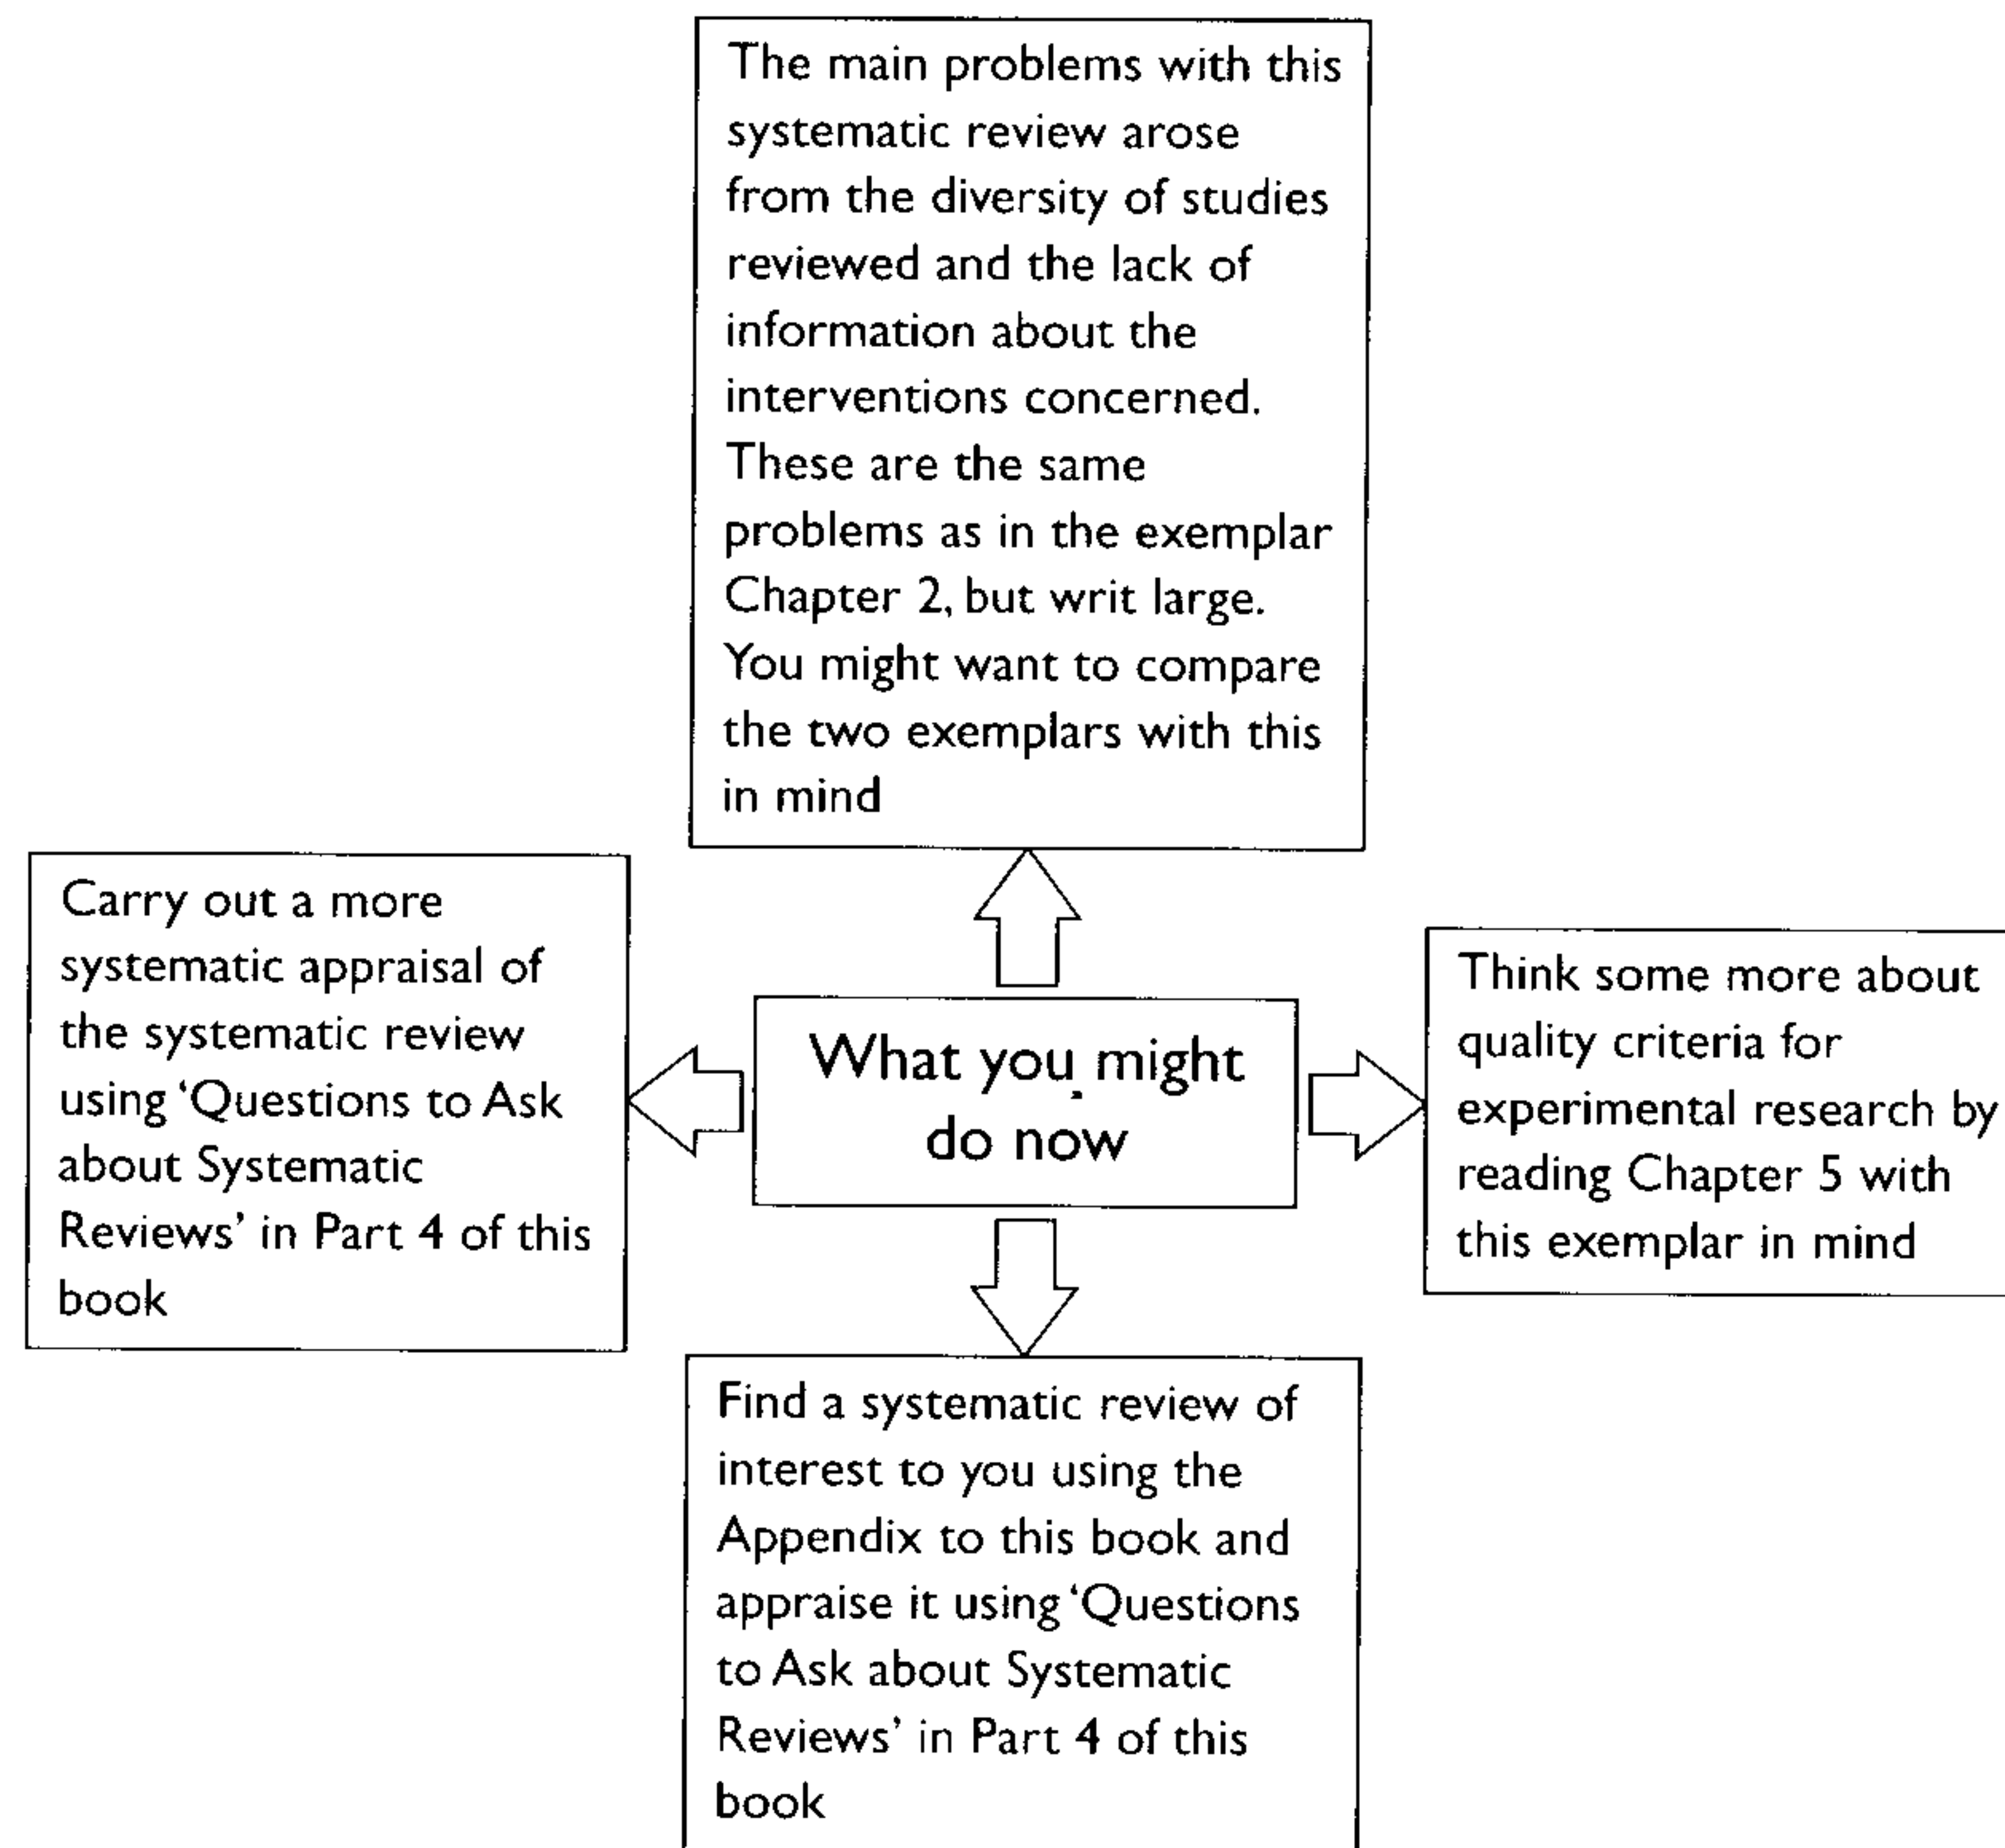 The main problems with this
systematic review arose
from the diversity of studies
reviewed and the lack of
information about the
interventions concerned.
These are the same
problems as in the exemplar
Chapter 2, but writ large.
You might want to compare
the two exemplars with this
in mind
Carry out a more
systematic appraisal of
the systematic review
using ‘Questions to Ask
about Systematic
Reviews’ in Part 4 of this
book
What you might
do now
Think some more about
quality criteria for
experimental research by
reading Chapter 5 with
this exemplar in mind
Find a systematic review of
interest to you using the
Appendix to this book and
appraise it using ‘Questions
to Ask about Systematic
Reviews’ in Part 4 of this
book